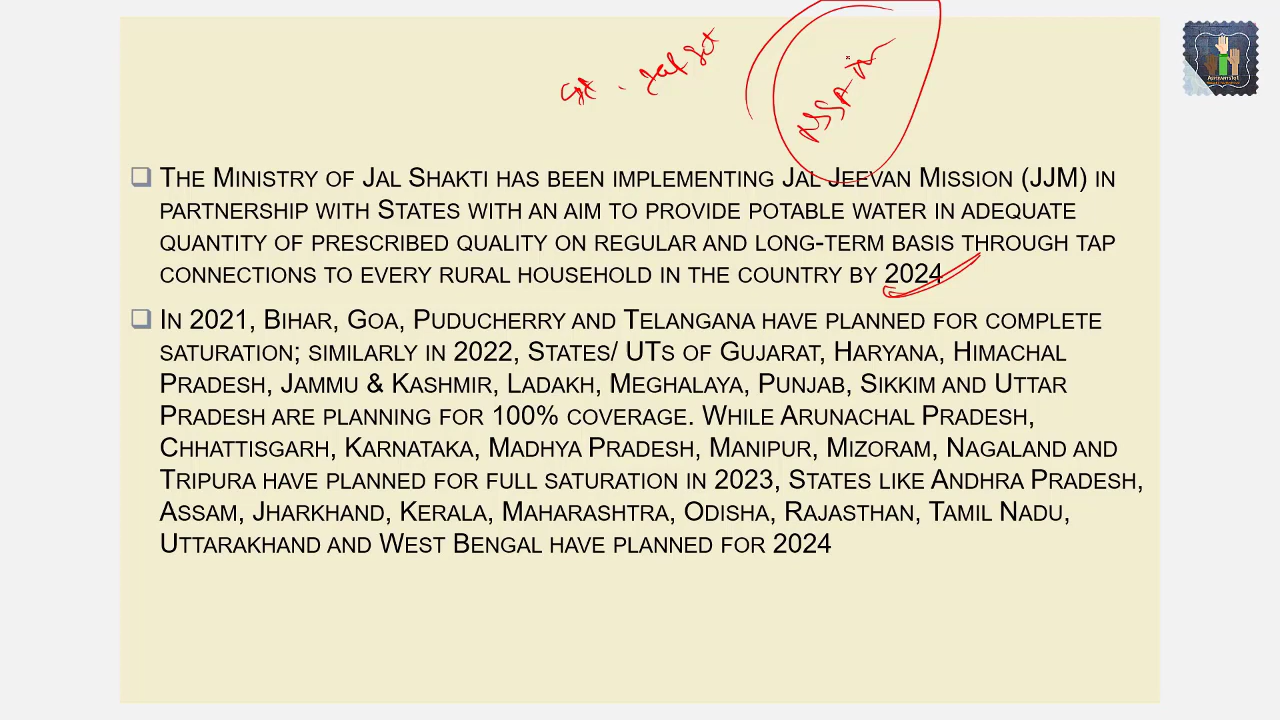 THE MINISTRY OF JAL SHAKTI HAS BEEN IMPLEMENTING JAL JEEVAN MISSION (JJM) IN
PARTNERSHIP WITH STATES WITH AN AIM TO PROVIDE POTABLE WATER IN ADEQUATE
QUANTITY OF PRESCRIBED QUALITY ON REGULAR AND LONG-TERM BASIS THROUGH TAP
CONNECTIONS TO EVERY RURAL HOUSEHOLD IN THE COUNTRY BY 2024
IN 2021, BIHAR, GOA, PUDUCHERRY AND TELANGANA HAVE PLANNED FOR COMPLETE
SATURATION; SIMILARLY IN 2022, STATES/ UTS OF GUJARAT, HARYANA, HIMACHAL
PRADESH, JAMMU & KASHMIR, LADAKH, MEGHALAYA, PUNJAB, SIKKIM AND UTTAR
PRADESH ARE PLANNING FOR 100% COVERAGE. WHILE ARUNACHAL PRADESH,
CHHATTISGARH, KARNATAKA, MADHYA PRADESH, MANIPUR, MIZORAM, NAGALAND AND
TRIPURA HAVE PLANNED FOR FULL SATURATION IN 2023, STATES LIKE ANDHRA PRADESH,
ASSAM, JHARKHAND, KERALA, MAHARASHTRA, ODISHA, RAJASTHAN, TAMIL NADU,
UTTARAKHAND AND WEST BENGAL HAVE PLANNED FOR 2024